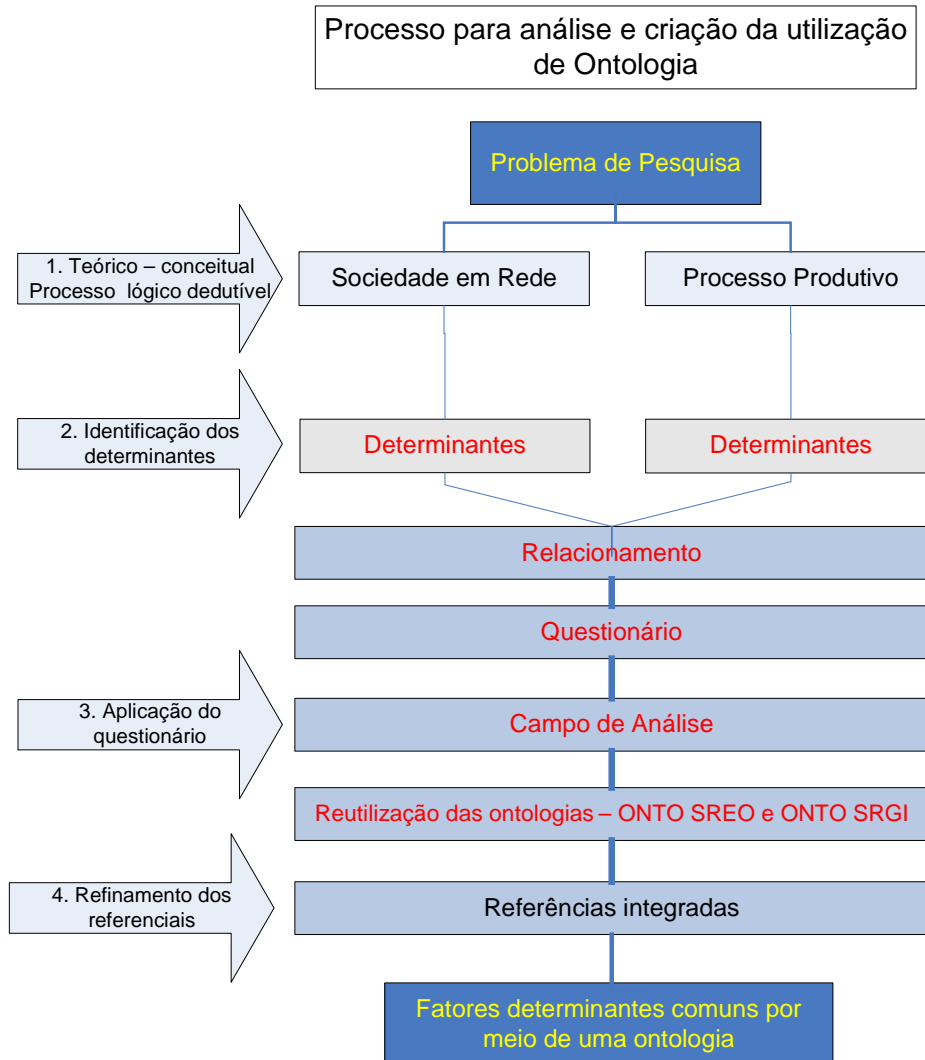 Processo para análise e criação da utilização
de Ontologia
Problema de Pesquisa
1. Teórico – conceitual
Processo lógico dedutível
Sociedade em Rede
Processo Produtivo
2. Identificação dos
determinantes
Determinantes
Determinantes
Relacionamento
Questionário
3. Aplicação do
questionário
Campo de Análise
Reutilização das ontologias – ONTO SREO e ONTO SRGI
4. Refinamento dos
referenciais
Referências integradas
Fatores determinantes comuns por
meio de uma ontologia